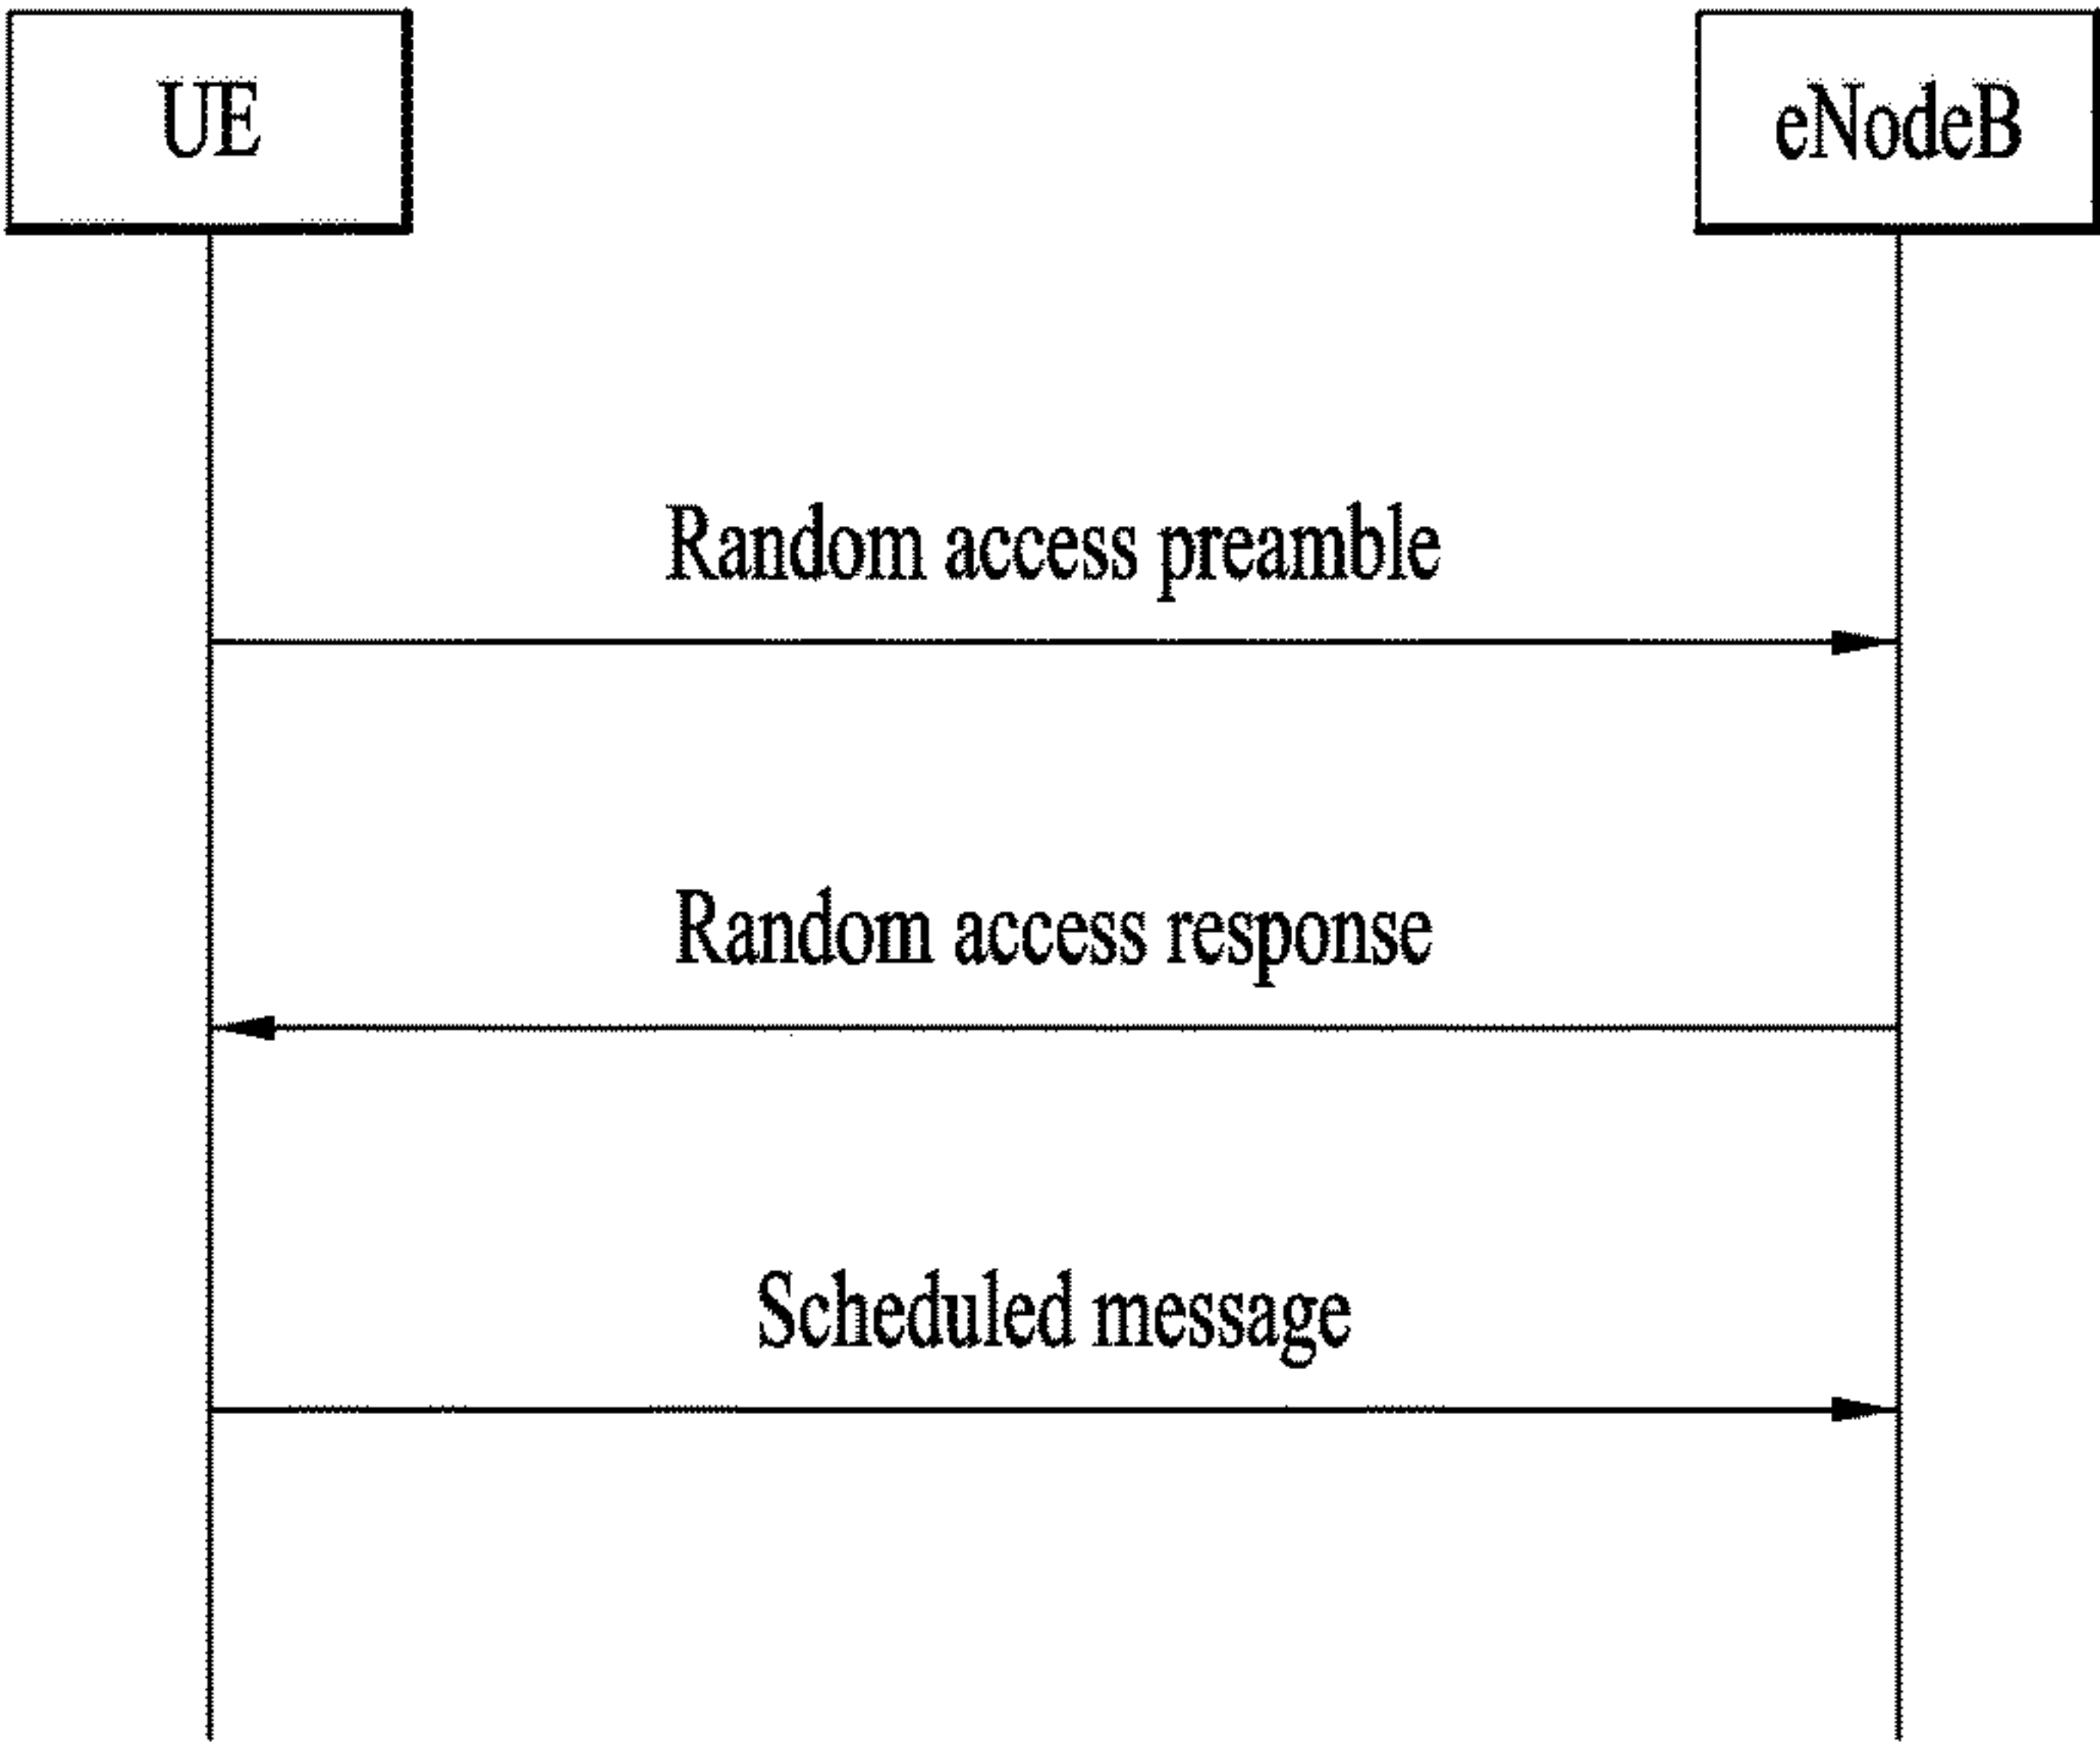 UE
eNodeB
Random access preamble
Random access response
Scheduled message